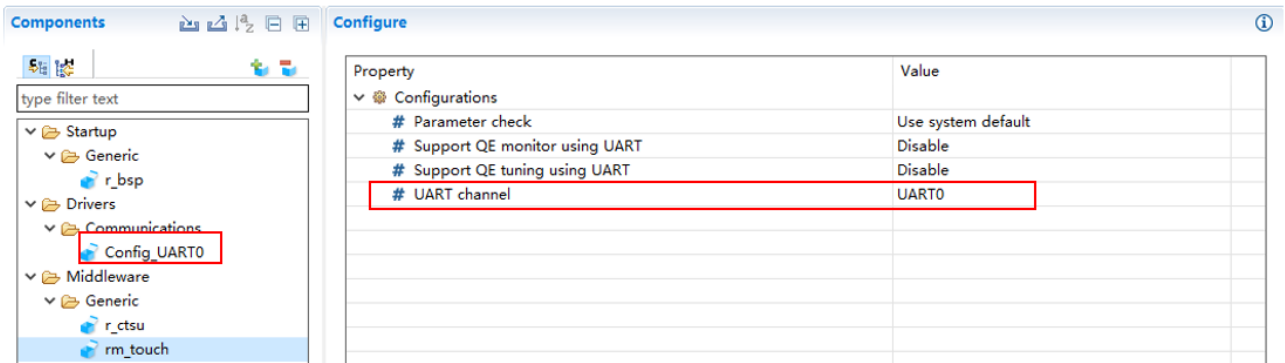 Components
type filter text
Startup
Generic
r_bsp
Drivers
Communications
Config_UART0
Middleware
Generic
r_ctsu
rm_touch
Configure
Property Value
Configurations
# Parameter check Use system default
# Support QE monitor using UART Disable
# Support QE tuning using UART Disable
# UART channel UART0